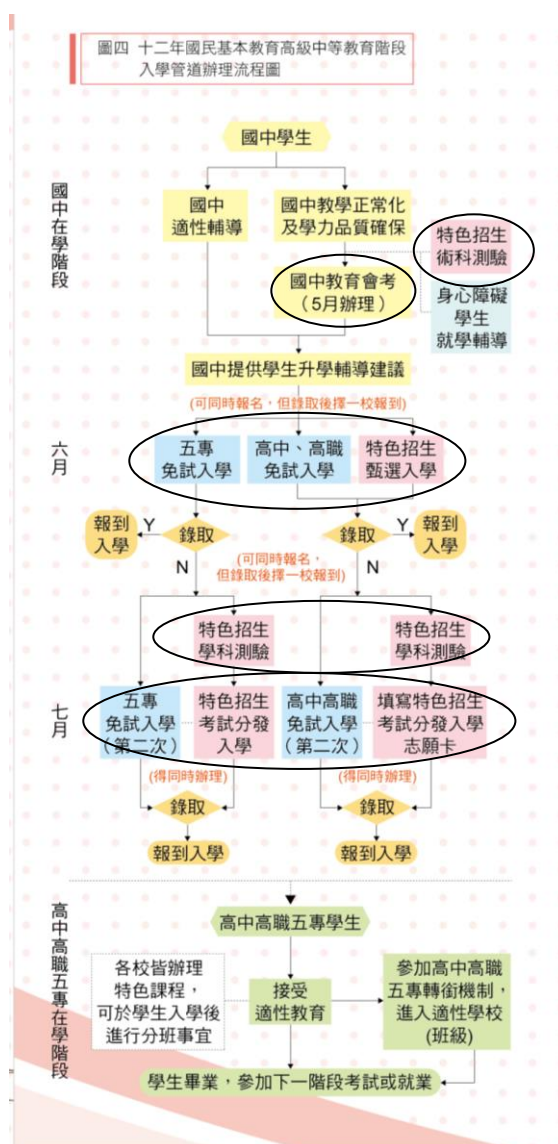 圖四 十二年國民基本教育高級中等教育階段
入學管道辦理流程圖
國中學生
國中在學階段
國中
適性輔導
國中教學正常化
及學力品質確保
特色招生
術科測驗
國中教育會考
(5月辦理)
身心障礙
學生
就學輔導
國中提供學生升學輔導建議
(可同時報名,但錄取後擇一校報到)
六月
五專
免試入學
高中、高職
免試入學
特色招生
甄選入學
報到
入學
Y
錄取
錄取
Y
報到
入學
N
(可同時報名,
但錄取後擇一校報到)
N
特色招生
學科測驗
特色招生
學科測驗
七月
五專
免試入學
(第二次)
特色招生
考試分發
入學
高中高職
免試入學
(第二次)
填寫特色招生
考試分發入學
志願卡
(得同時辦理)
(得同時辦理)
錄取
錄取
報到入學
報到入學
高中高職五專在學階段
高中高職五專學生
各校皆辦理
特色課程,
可於學生入學後
進行分班事宜
接受
適性教育
參加高中高職
五專轉銜機制,
進入適性學校
(班級)
學生畢業,參加下一階段考試或就業